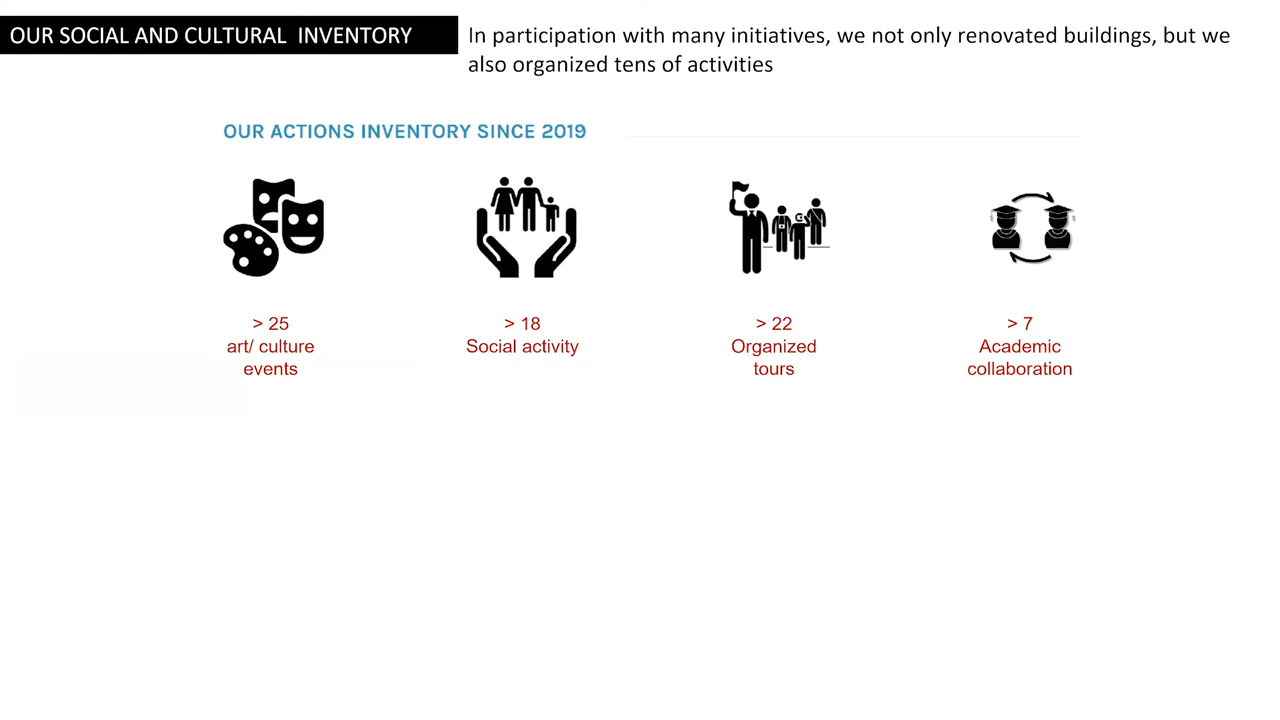 OUR SOCIAL AND CULTURAL  INVENTORY
In participation with many initiatives, we not only renovated buildings, but we
also organized tens of activities
OUR ACTIONS INVENTORY SINCE 2019
> 25
art/ culture
events
> 18
Social activity
> 22
Organized
tours
> 7
Academic
collaboration